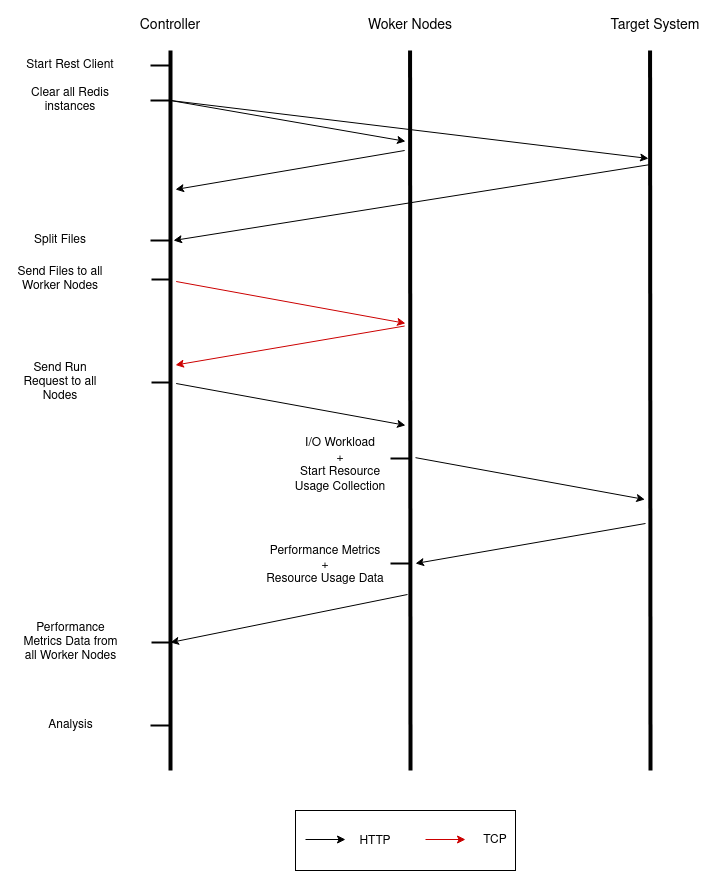 Controller
Woker Nodes
Target System
Start Rest Client
Clear all Redis
instances
Split Files
Send Files to all
Worker Nodes
Send Run
Request to all
Nodes
I/O Workload
+
Start Resource
Usage Collection
Performance Metrics
+
Resource Usage Data
Performance
Metrics Data from
all Worker Nodes
Analysis
HTTP
TCP